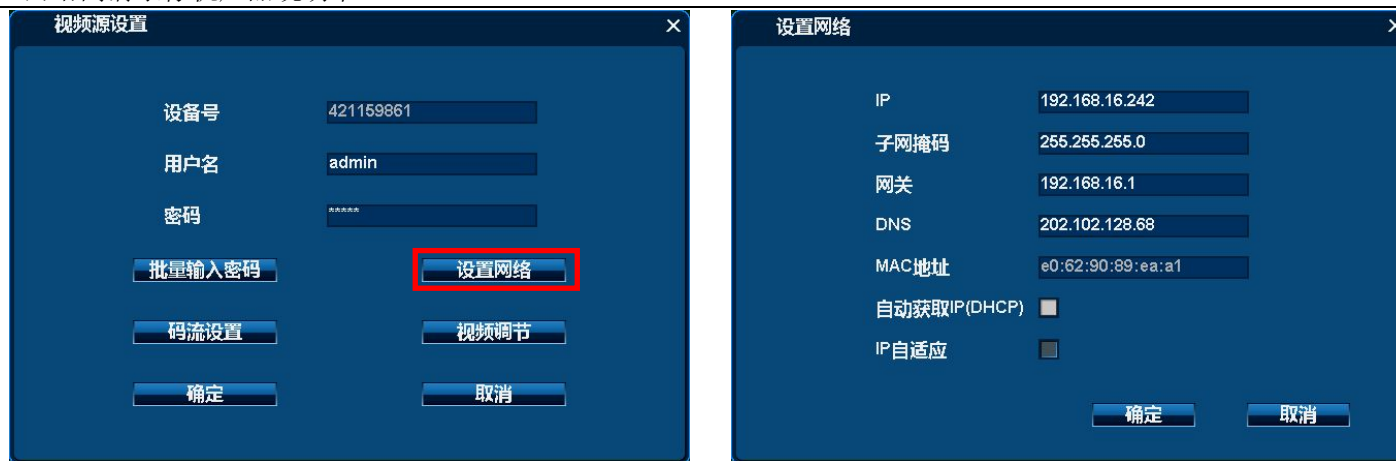 视频源设置
×
设备号 421159861
用户名 admin
密码 *****
批量输入密码 设置网络
码流设置 视频调节
确定 取消
设置网络
IP 192.168.16.242
子网掩码 255.255.255.0
网关 192.168.16.1
DNS 202.102.128.68
MAC地址 e0:62:90:89:ea:a1
自动获取IP(DHCP)
IP自适应
确定 取消